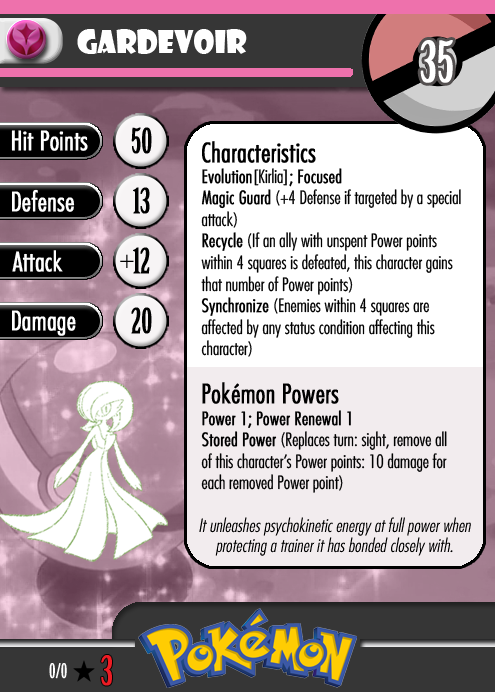 GARDEVOIR
35
Hit Points 50
Defense 13
Attack +12
Damage 20
Characteristics
Evolution[Kirlia]; Focused
Magic Guard (+4 Defense if targeted by a special
attack)
Recycle (If an ally with unspent Power points
within 4 squares is defeated, this character gains
that number of Power points)
Synchronize (Enemies within 4 squares are
affected by any status condition affecting this
character)
Pokémon Powers
Power 1; Power Renewal 1
Stored Power (Replaces turn: sight, remove all
of this character's Power points: 10 damage for
each removed Power point)
It unleashes psychokinetic energy at full power when
protecting a trainer it has bonded closely with.
0/0 ★ 3
POKéMON